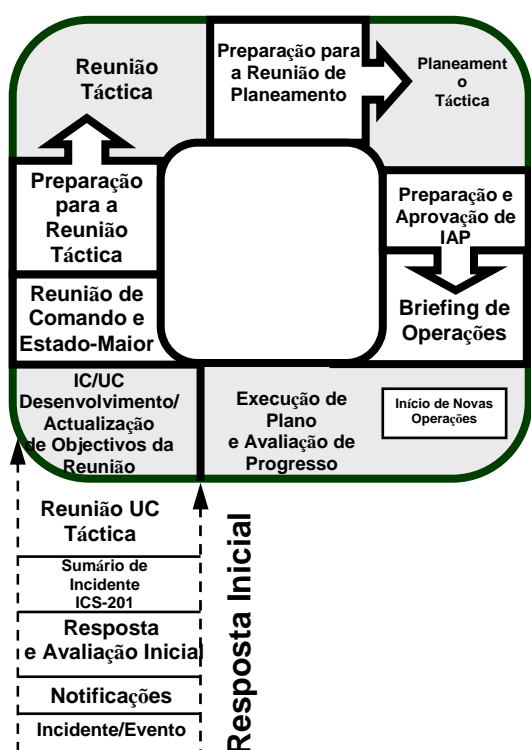 Reunião
Táctica
Preparação para
a Reunião de
Planeamento
Planeament
o
Táctica
Preparação
para a
Reunião
Táctica
Preparação e
Aprovação de
IAP
Reunião de
Comando e
Estado-Maior
Briefing de
Operações
IC/UC
Desenvolvimento/
Actualização
de Objectivos da
Reunião
Execução de
Plano
e Avaliação de
Progresso
Início de Novas
Operações
Reunião UC
Táctica
Sumário de
Incidente
ICS-201
Resposta
e Avaliação Inicial
Notificações
Incidente/Evento
Resposta Inicial